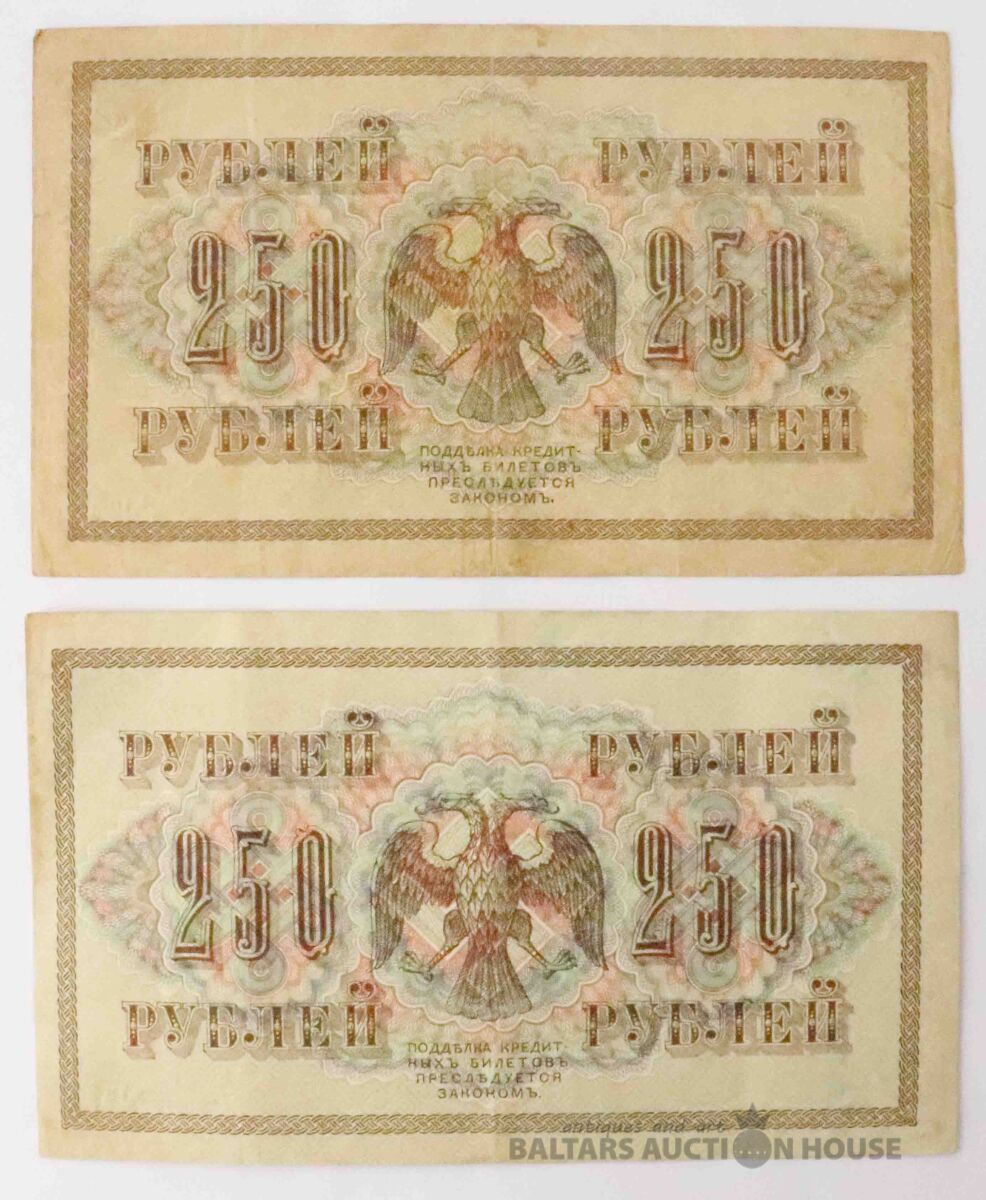 РУБЛЕЙ РУБЛЕЙ
250 250
РУБЛЕЙ РУБЛЕЙ
ПОДДѢЛКА КРЕДИТ-
НЫХЪ БИЛЕТОВЪ
ПРЕСЛѢДУЕТСЯ
ЗАКОНОМЪ.
РУБЛЕЙ РУБЛЕЙ
250 250
РУБЛЕЙ РУБЛЕЙ
ПОДДѢЛКА КРЕДИТ-
НЫХЪ БИЛЕТОВЪ
ПРЕСЛѢДУЕТСЯ
ЗАКОНОМЪ.
antiques and art
BALTARS AUCTION HOUSE